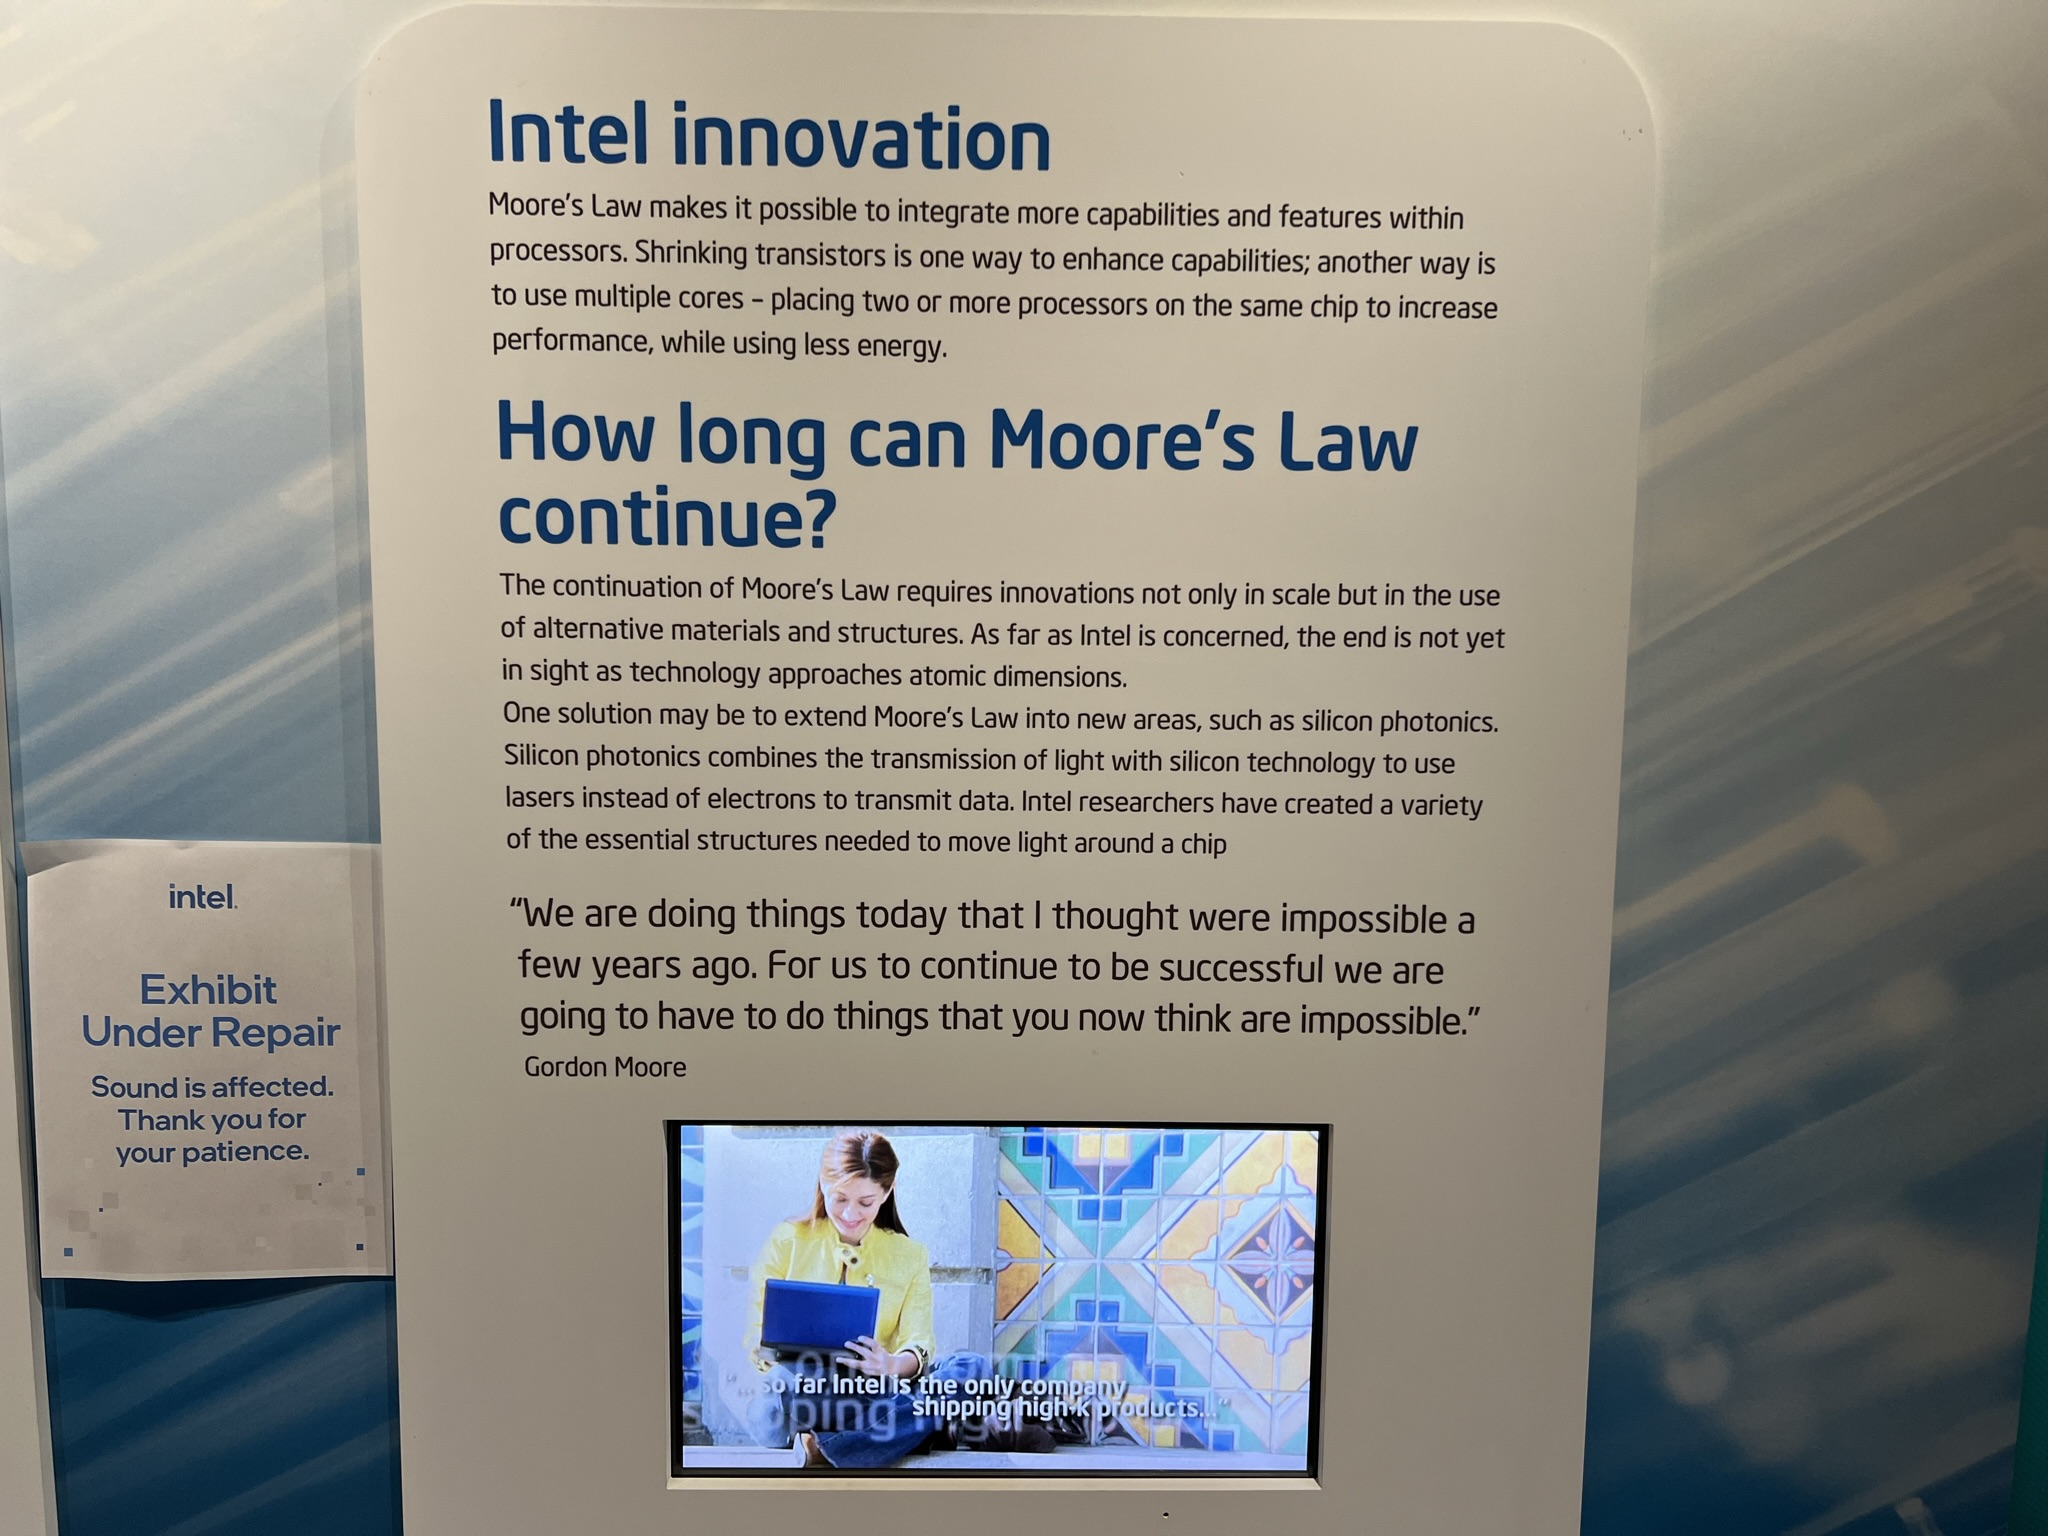 Intel innovation
Moore's Law makes it possible to integrate more capabilities and features within
processors. Shrinking transistors is one way to enhance capabilities; another way is
to use multiple cores – placing two or more processors on the same chip to increase
performance, while using less energy.
How long can Moore's Law
continue?
The continuation of Moore's Law requires innovations not only in scale but in the use
of alternative materials and structures. As far as Intel is concerned, the end is not yet
in sight as technology approaches atomic dimensions.
One solution may be to extend Moore's Law into new areas, such as silicon photonics.
Silicon photonics combines the transmission of light with silicon technology to use
lasers instead of electrons to transmit data. Intel researchers have created a variety
of the essential structures needed to move light around a chip
“We are doing things today that I thought were impossible a
few years ago. For us to continue to be successful we are
going to have to do things that you now think are impossible.”
Gordon Moore
intel.
Exhibit
Under Repair
Sound is affected.
Thank you for
your patience.
“... so far Intel is the only company
shipping high-k products...”